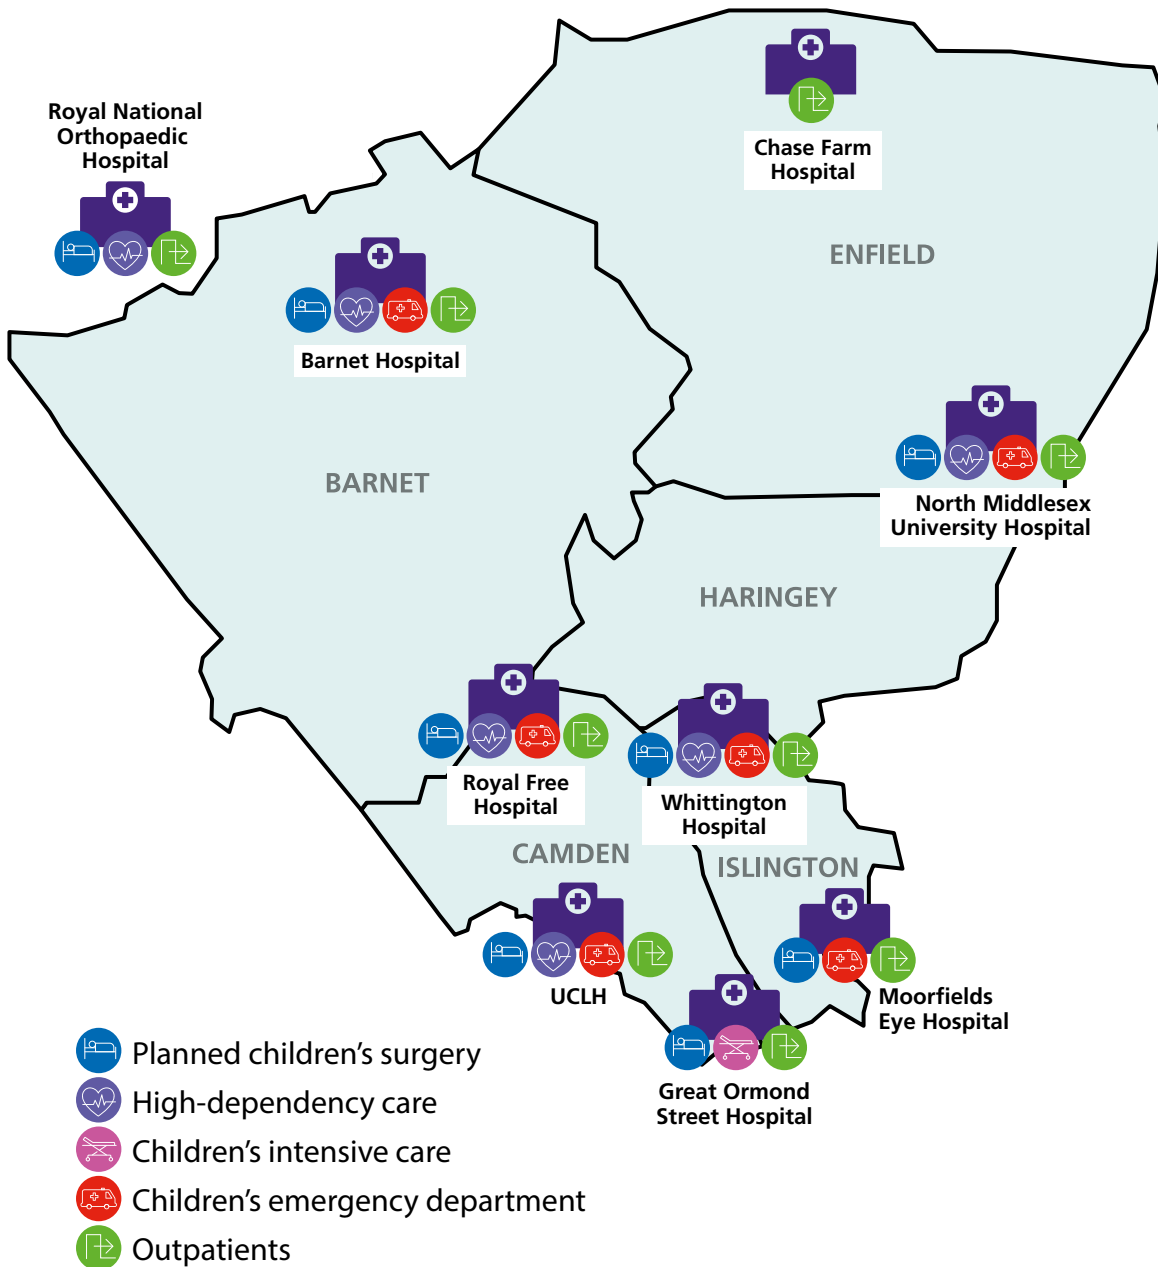 Royal National
Orthopaedic
Hospital
Chase Farm
Hospital
ENFIELD
Barnet Hospital
BARNET
North Middlesex
University Hospital
HARINGEY
Royal Free
Hospital
Whittington
Hospital
CAMDEN
ISLINGTON
UCLH
Moorfields
Eye Hospital
Great Ormond
Street Hospital
Planned children’s surgery
High-dependency care
Children’s intensive care
Children’s emergency department
Outpatients